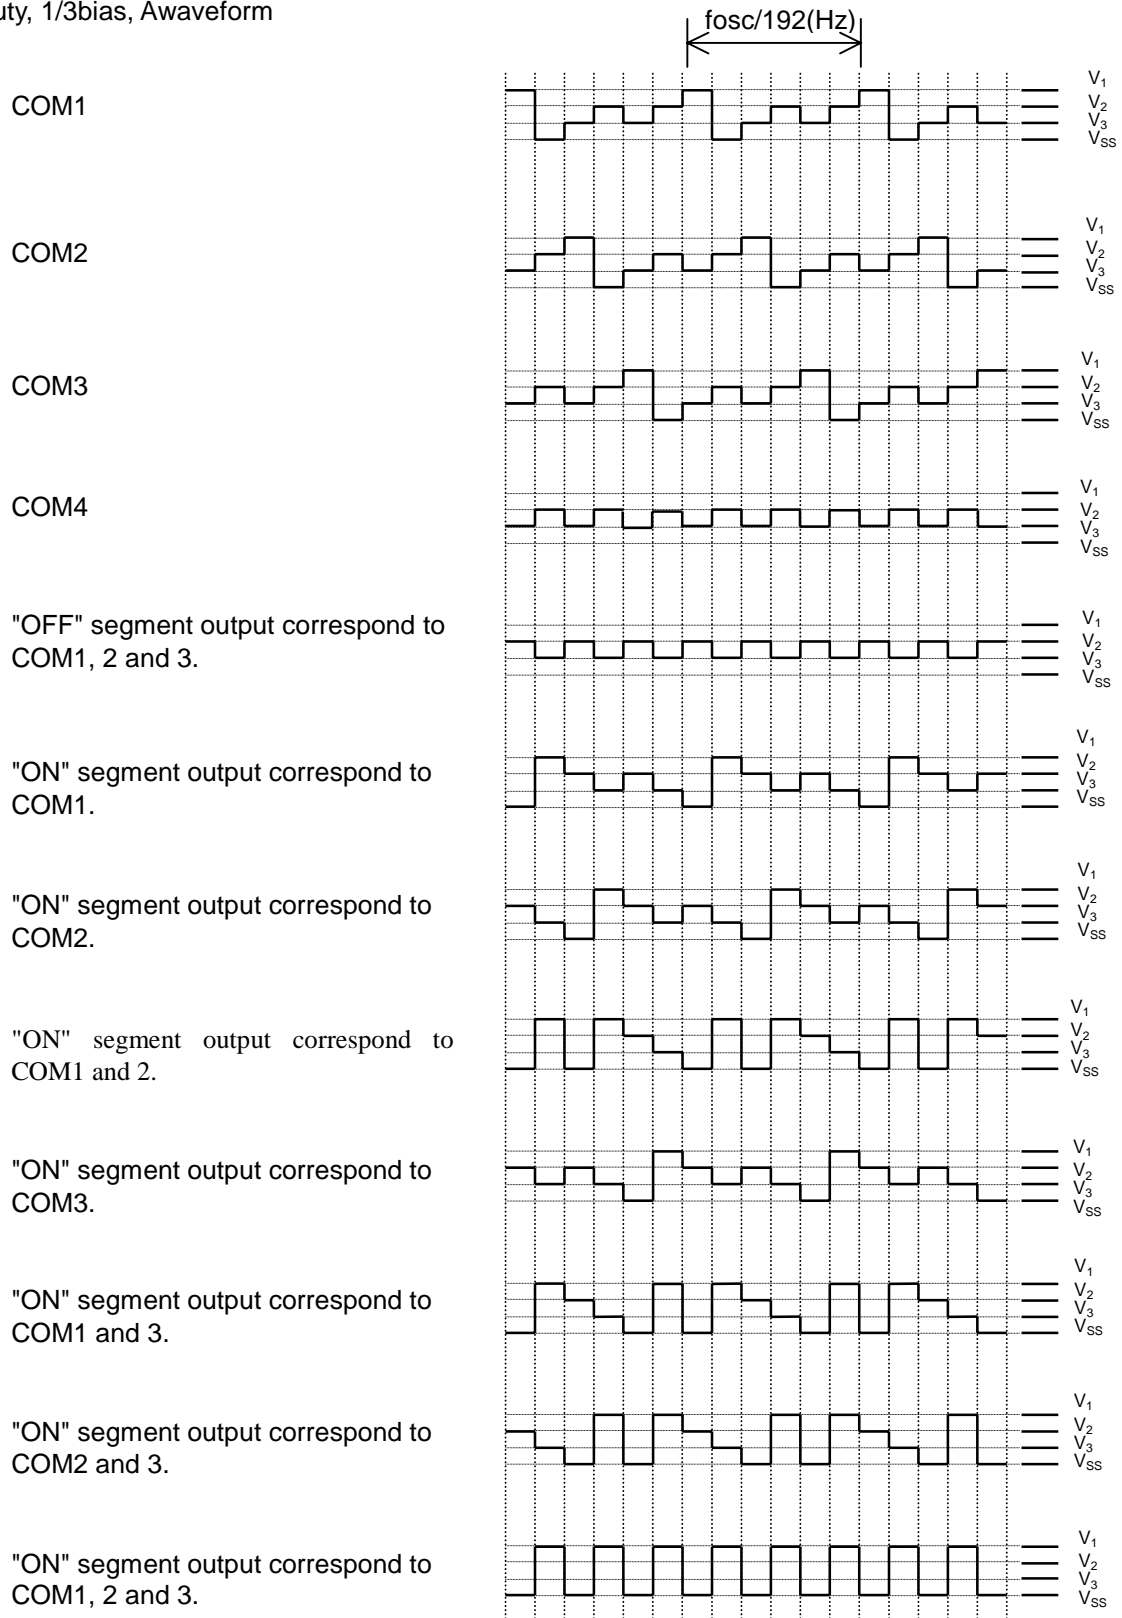 uty, 1/3bias, Awaveform
fosc/192(Hz)
COM1
V1
V2
V3
VSS
COM2
V1
V2
V3
VSS
COM3
V1
V2
V3
VSS
COM4
V1
V2
V3
VSS
"OFF" segment output correspond to
COM1, 2 and 3.
V1
V2
V3
VSS
"ON" segment output correspond to
COM1.
V1
V2
V3
VSS
"ON" segment output correspond to
COM2.
V1
V2
V3
VSS
"ON" segment output correspond to
COM1 and 2.
V1
V2
V3
VSS
"ON" segment output correspond to
COM3.
V1
V2
V3
VSS
"ON" segment output correspond to
COM1 and 3.
V1
V2
V3
VSS
"ON" segment output correspond to
COM2 and 3.
V1
V2
V3
VSS
"ON" segment output correspond to
COM1, 2 and 3.
V1
V2
V3
VSS